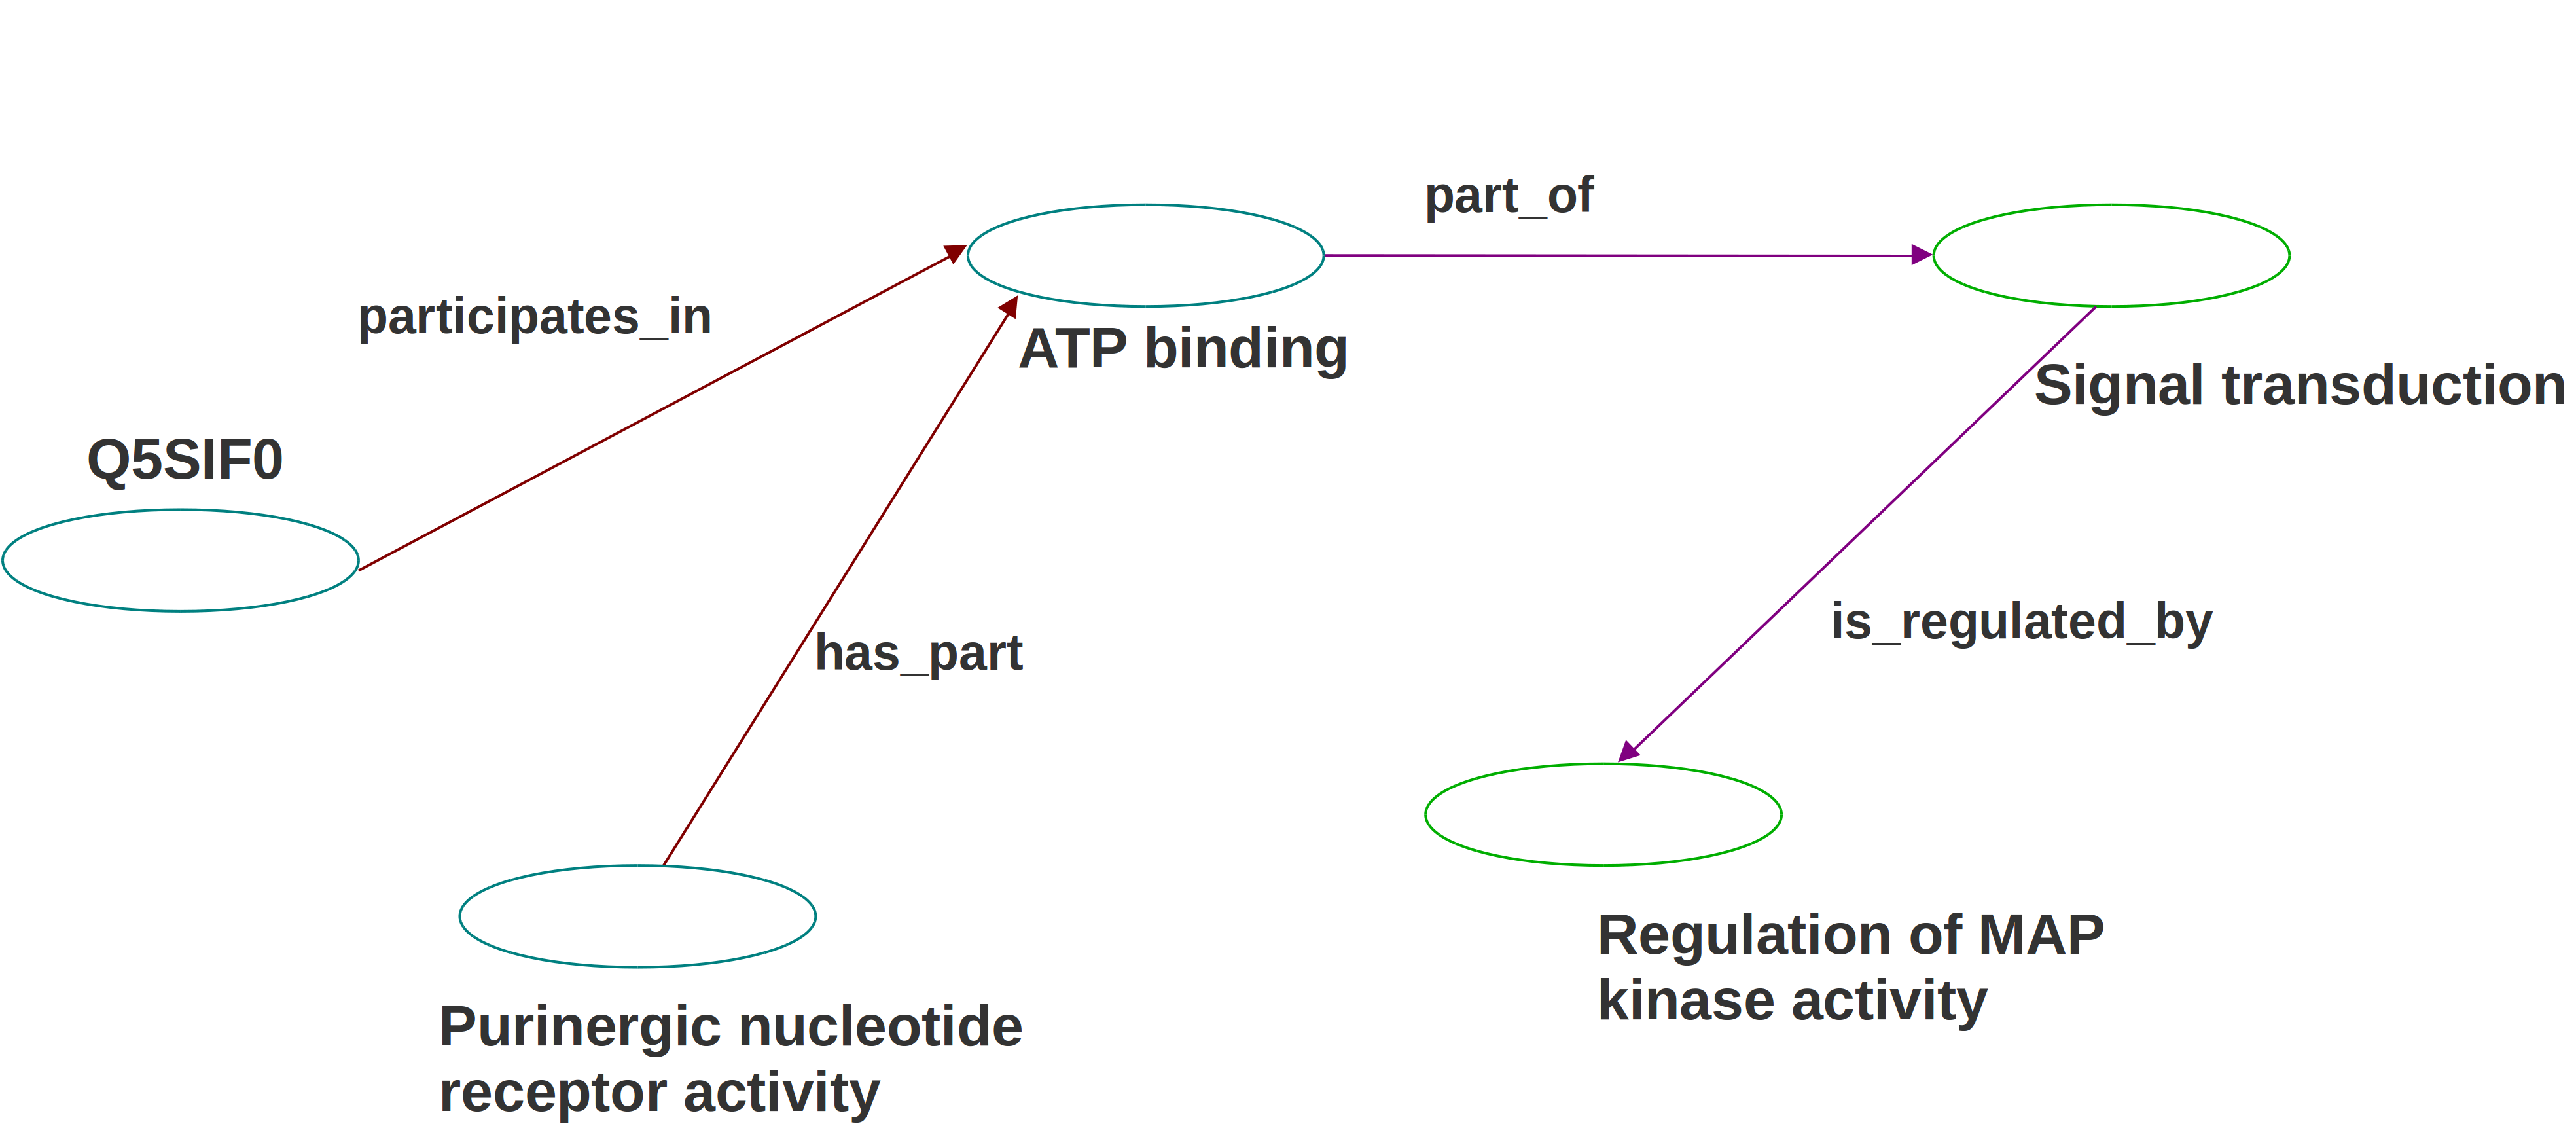 part_of
participates_in
ATP binding
Signal transduction
Q5SIF0
is_regulated_by
has_part
Regulation of MAP
kinase activity
Purinergic nucleotide
receptor activity